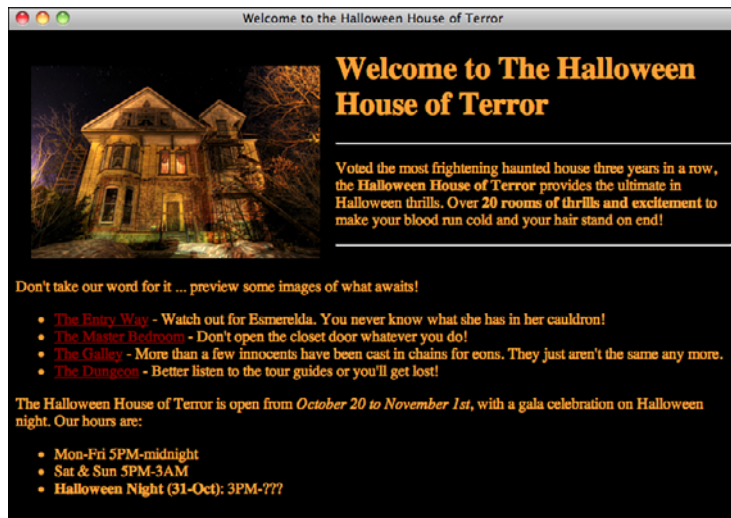 Welcome to the Halloween House of Terror
Welcome to The Halloween
House of Terror
Voted the most frightening haunted house three years in a row,
the Halloween House of Terror provides the ultimate in
Halloween thrills. Over 20 rooms of thrills and excitement to
make your blood run cold and your hair stand on end!
Don't take our word for it ... preview some images of what awaits!
• The Entry Way - Watch out for Esmerelda. You never know what she has in her cauldron!
• The Master Bedroom - Don't open the closet door whatever you do!
• The Galley - More than a few innocents have been cast in chains for eons. They just aren't the same any more.
• The Dungeon - Better listen to the tour guides or you'll get lost!
The Halloween House of Terror is open from October 20 to November 1st, with a gala celebration on Halloween
night. Our hours are:
• Mon-Fri 5PM-midnight
• Sat & Sun 5PM-3AM
• Halloween Night (31-Oct): 3PM-???